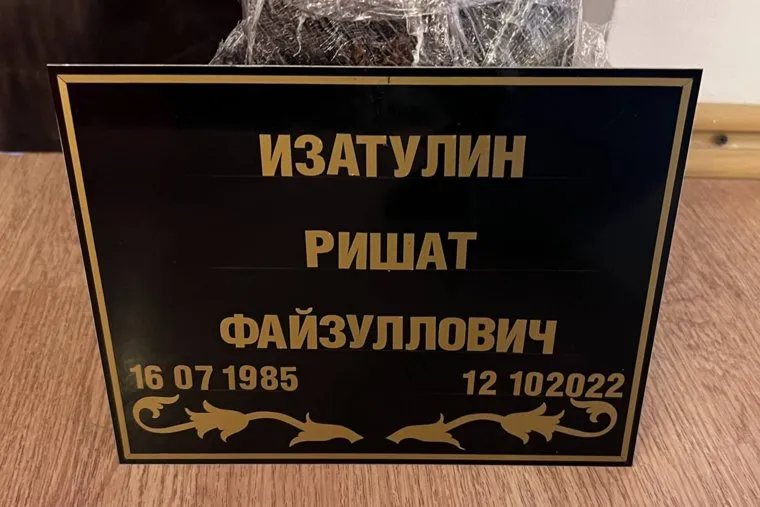 ИЗАТУЛИН
РИШАТ
ФАЙЗУЛЛОВИЧ
16 07 1985 12 102022